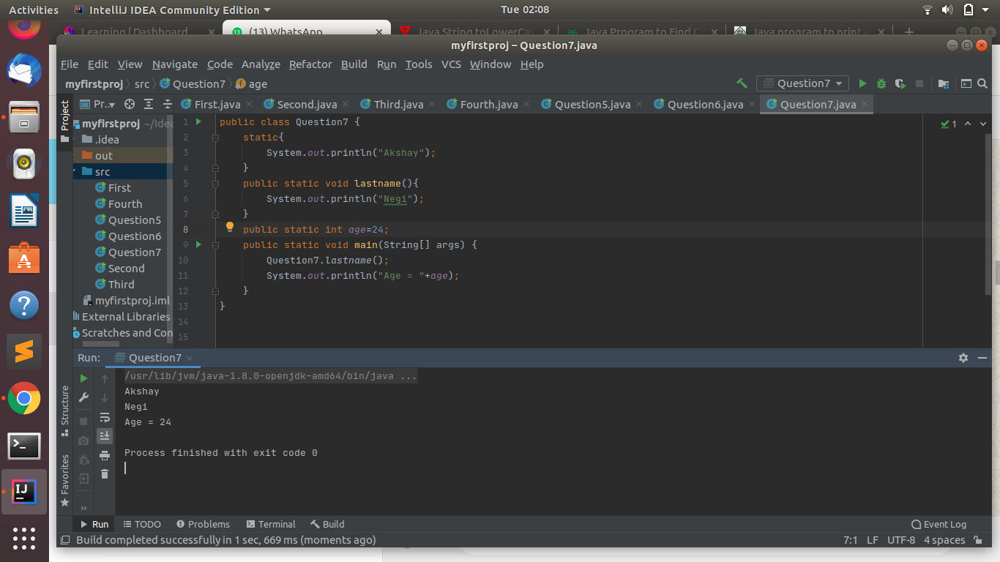 Activities IntelliJ IDEA Community Edition Tue 02:08
Learning | Dashboard (13) WhatsApp Java String toLowerCas Java Program to Find C Java program to print a
myfirstproj – Question7.java
File Edit View Navigate Code Analyze Refactor Build Run Tools VCS Window Help
myfirstproj src Question7 age Question7
Project Pr... First.java Second.java Third.java Fourth.java Question5.java Question6.java Question7.java
myfirstproj ~/Idea
.idea
out
src
First
Fourth
Question5
Question6
Question7
Second
Third
myfirstproj.iml
External Libraries
Scratches and Con
1 public class Question7 {
2 static{
3 System.out.println("Akshay");
4 }
5 public static void lastname(){
6 System.out.println("Negi");
7 }
8 public static int age=24;
9 public static void main(String[] args) {
10 Question7.lastname();
11 System.out.println("Age = "+age);
12 }
13 }
14
15
1
Run: Question7
/usr/lib/jvm/java-1.8.0-openjdk-amd64/bin/java ...
Akshay
Negi
Age = 24
Process finished with exit code 0
Structure
Favorites
Run TODO Problems Terminal Build Event Log
Build completed successfully in 1 sec, 669 ms (moments ago) 7:1 LF UTF-8 4 spaces